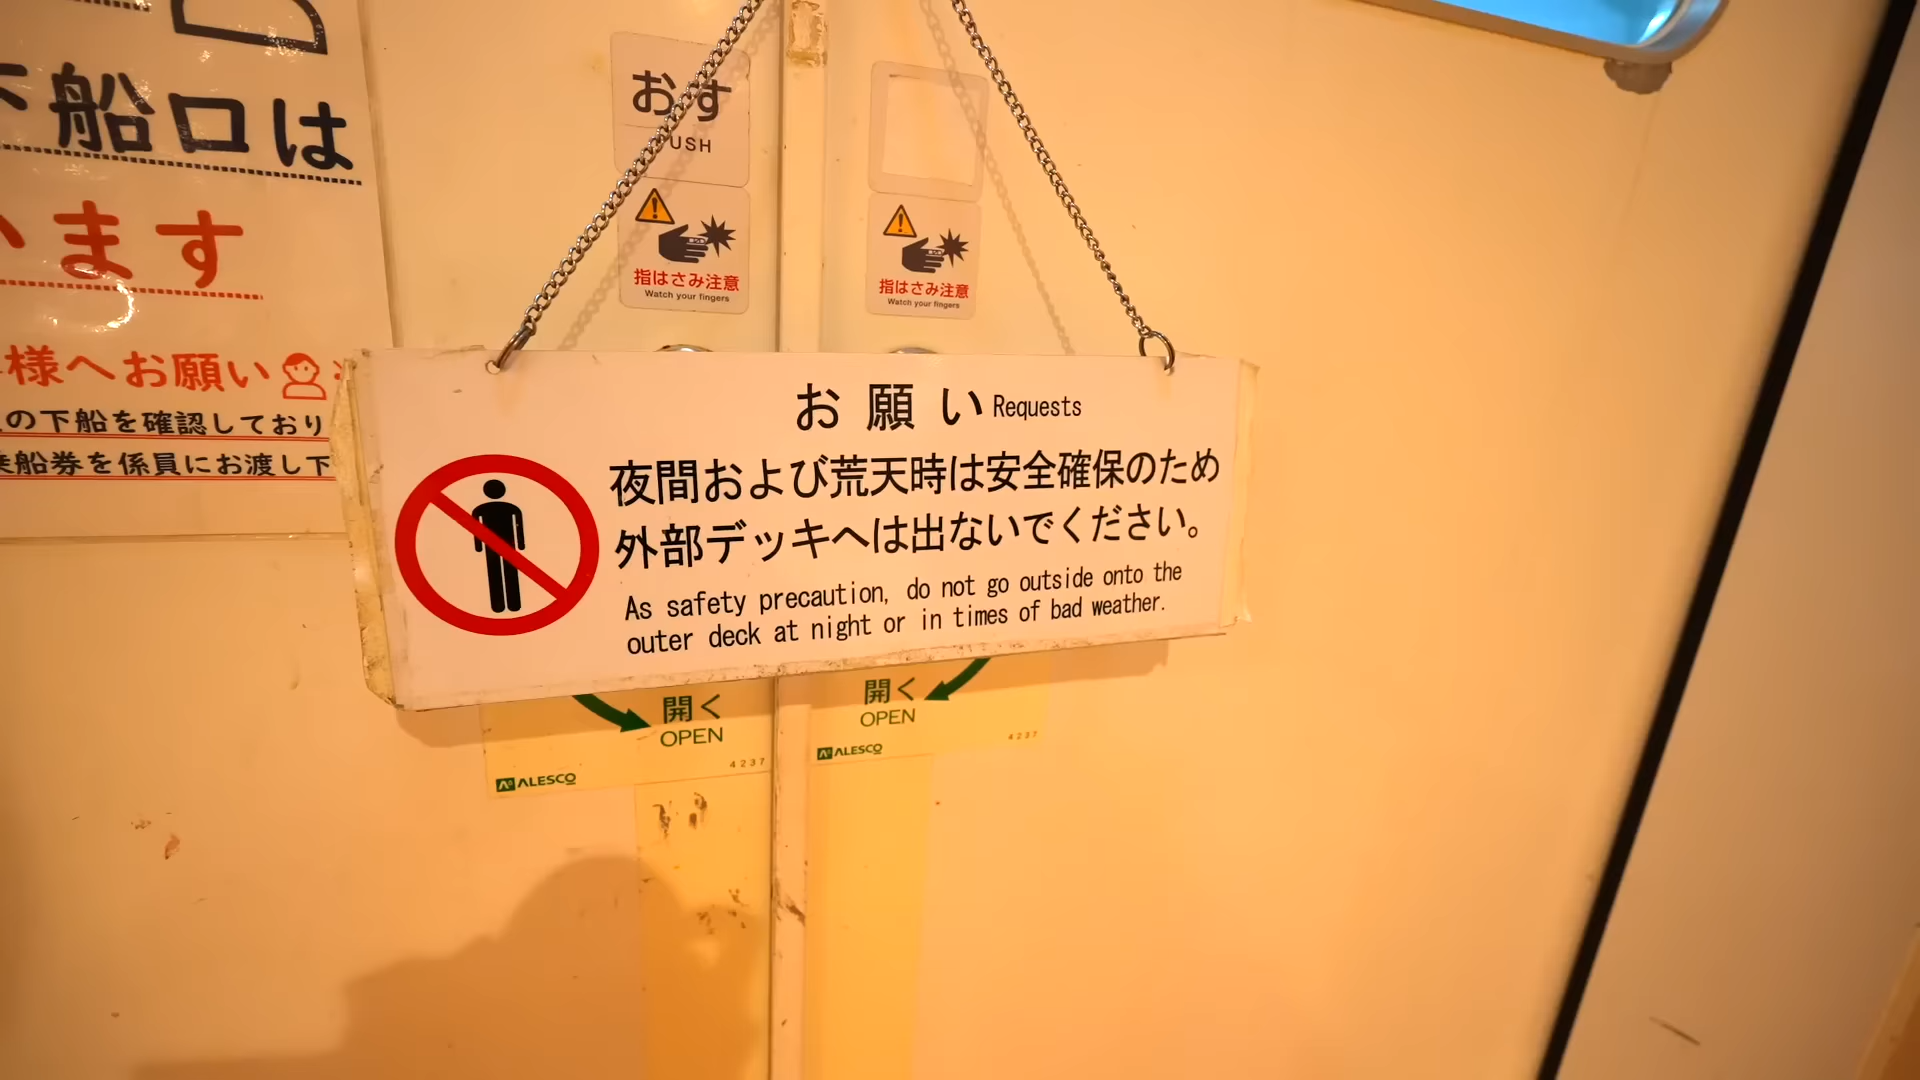 船口は
います
様へお願い
の下船を確認しており
乗船券を係員にお渡し下
おす
USH
指はさみ注意
Watch your fingers
指はさみ注意
Watch your fingers
お願い Requests
夜間および荒天時は安全確保のため
外部デッキへは出ないでください。
As safety precaution, do not go outside onto the
outer deck at night or in times of bad weather.
開く
OPEN
ALESCO
4237
開く
OPEN
ALESCO
4237